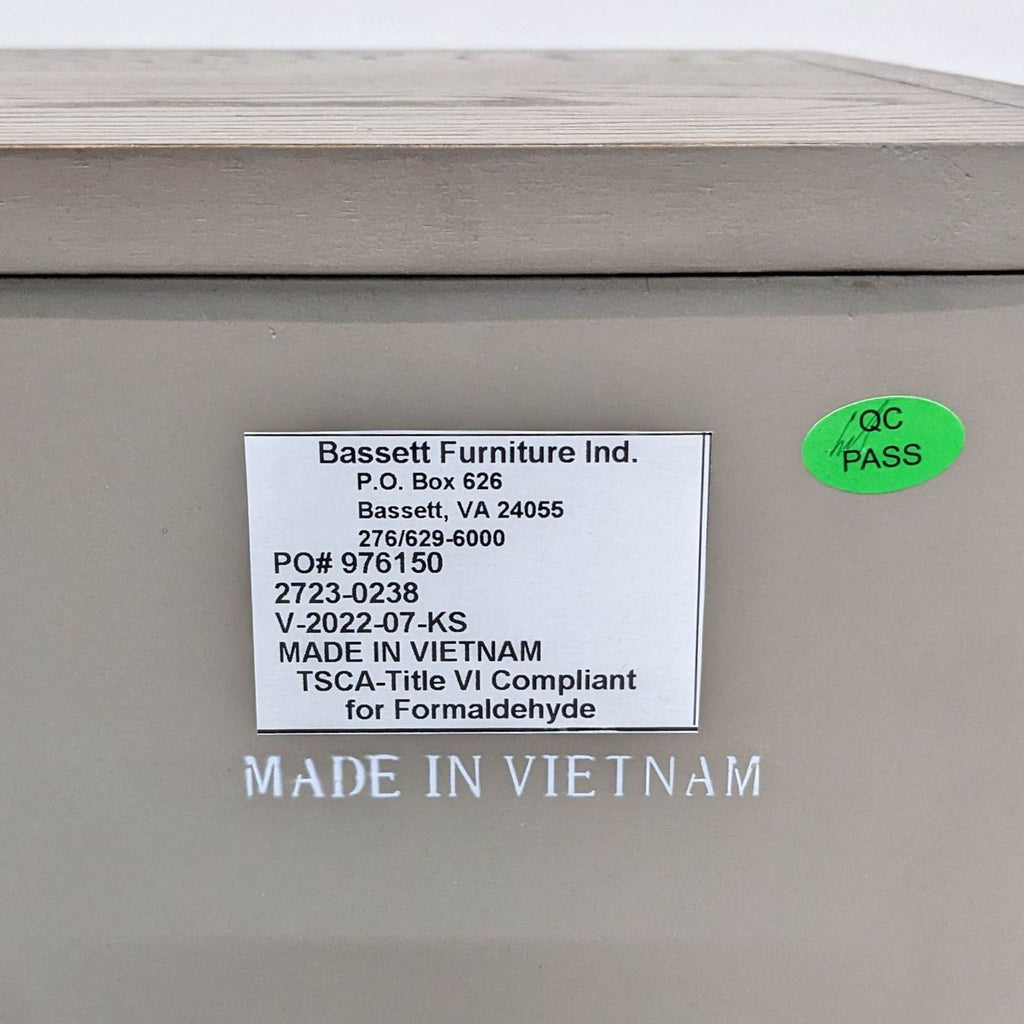 Bassett Furniture Ind.
P.O. Box 626
Bassett, VA 24055
276/629-6000
PO# 976150
2723-0238
V-2022-07-KS
MADE IN VIETNAM
TSCA-Title VI Compliant
for Formaldehyde
QC
PASS
MADE IN VIETNAM